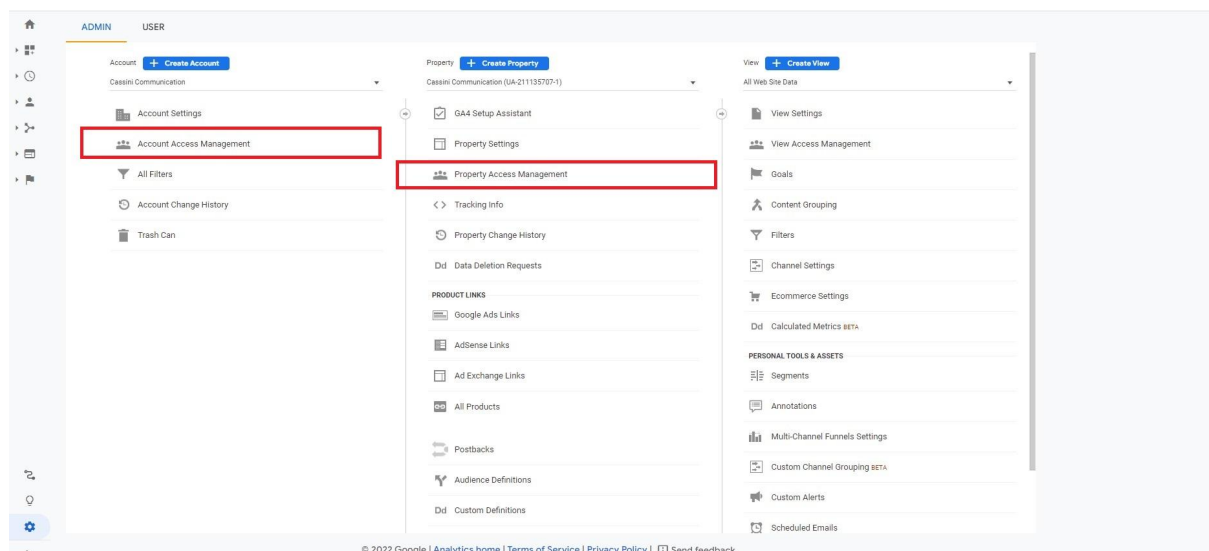 ADMIN USER
Account + Create Account
Cassini Communication
Account Settings
Account Access Management
All Filters
Account Change History
Trash Can
Property + Create Property
Cassini Communication (UA-211135707-1)
GA4 Setup Assistant
Property Settings
Property Access Management
<> Tracking Info
Property Change History
Dd Data Deletion Requests
PRODUCT LINKS
Google Ads Links
AdSense Links
Ad Exchange Links
All Products
Postbacks
Audience Definitions
Dd Custom Definitions
View + Create View
All Web Site Data
View Settings
View Access Management
Goals
Content Grouping
Filters
Channel Settings
Ecommerce Settings
Dd Calculated Metrics BETA
PERSONAL TOOLS & ASSETS
Segments
Annotations
Multi-Channel Funnels Settings
Custom Channel Grouping BETA
Custom Alerts
Scheduled Emails
© 2022 Google | Analytics home | Terms of Service | Privacy Policy | Send feedback